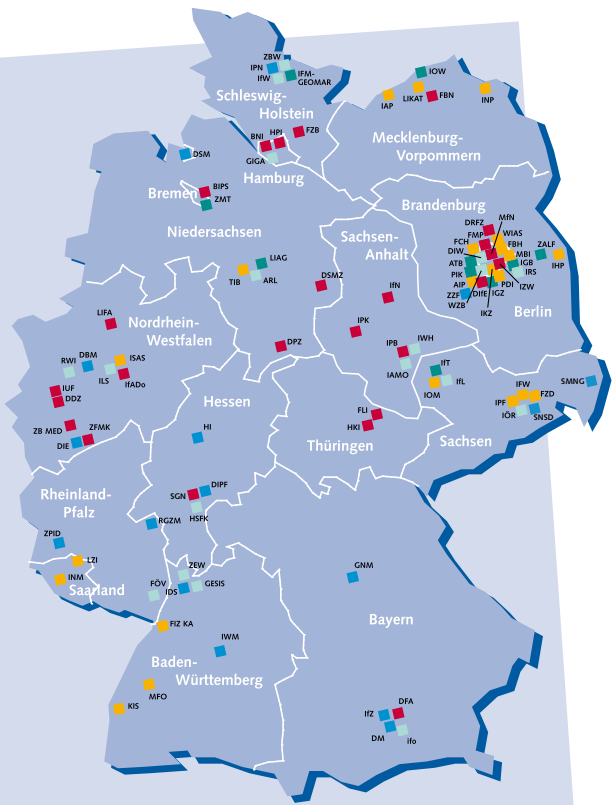 ZBW
IPN
IfW
IFM-
GEOMAR
Schleswig-
Holstein
IOW
IAP
LIKAT
FBN
INP
Mecklenburg-
Vorpommern
BNI
HPI
FZB
GIGA
Hamburg
DSM
Bremen
BIPS
ZMT
Niedersachsen
LIAG
TIB
ARL
DSMZ
Sachsen-
Anhalt
IfN
IPK
IPB
IWH
IAMO
DPZ
Brandenburg
MfN
DRFZ
FMP
WIAS
FCH
FBH
DIW
MBI
ZALF
ATB
IGB
IHP
PIK
IRS
AIP
PDI
IZW
ZZF
DIfE
IGZ
WZB
IKZ
Berlin
LIFA
Nordrhein-
Westfalen
RWI
DBM
ISAS
ILS
IfADo
IUF
DDZ
ZB MED
ZFMK
DIE
Hessen
HI
SGN
DIPF
HSFK
RGZM
FLI
HKI
Thüringen
IfT
IfL
IOM
Sachsen
IFW
IPF
FZD
IÖR
SNSD
SMNG
Rheinland-
Pfalz
ZPID
LZI
INM
Saarland
ZEW
FÖV
IDS
GESIS
FIZ KA
IWM
Baden-
Württemberg
MFO
KIS
GNM
Bayern
IfZ
DFA
DM
ifo